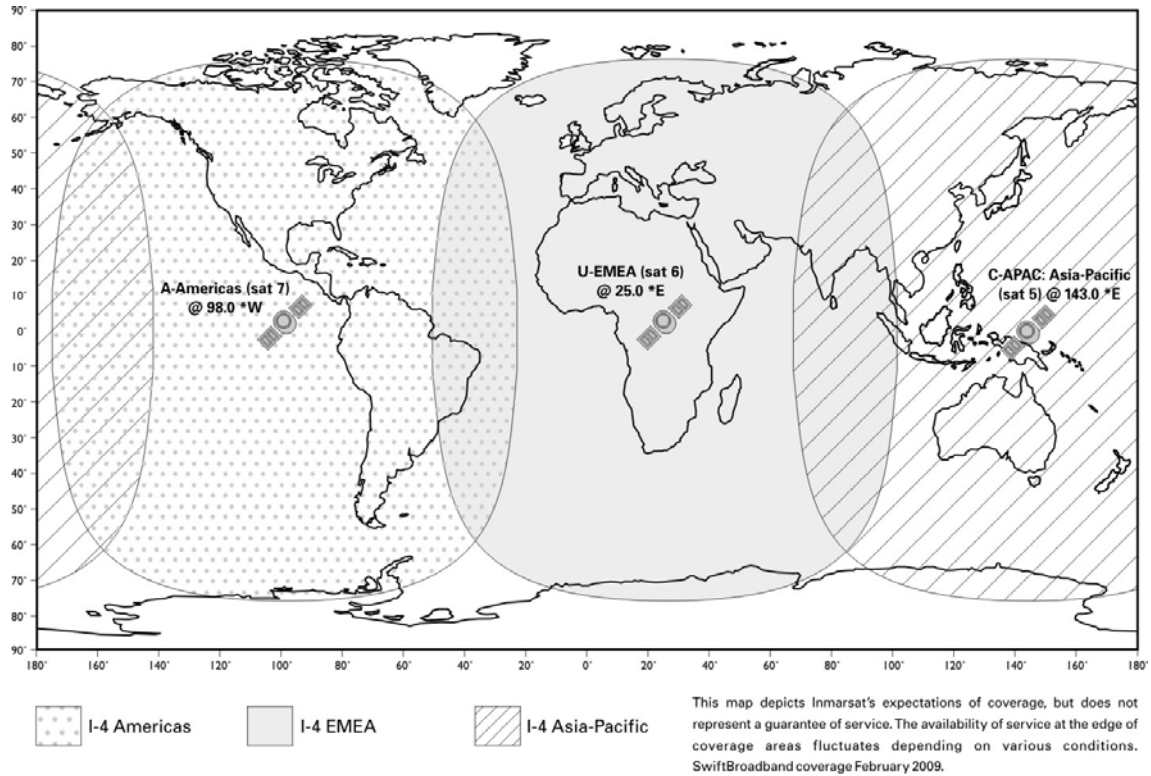 90˚
80˚
70˚
60˚
50˚
40˚
30˚
20˚
10˚
0˚
10˚
20˚
30˚
40˚
50˚
60˚
70˚
80˚
90˚
A-Americas (sat 7)
@ 98.0 *W
U-EMEA (sat 6)
@ 25.0 *E
C-APAC: Asia-Pacific
(sat 5) @ 143.0 *E
180˚ 160˚ 140˚ 120˚ 100˚ 80˚ 60˚ 40˚ 20˚ 0˚ 20˚ 40˚ 60˚ 80˚ 100˚ 120˚ 140˚ 160˚ 180˚
I-4 Americas
I-4 EMEA
I-4 Asia-Pacific
This map depicts Inmarsat's expectations of coverage, but does not
represent a guarantee of service. The availability of service at the edge of
coverage areas fluctuates depending on various conditions.
SwiftBroadband coverage February 2009.